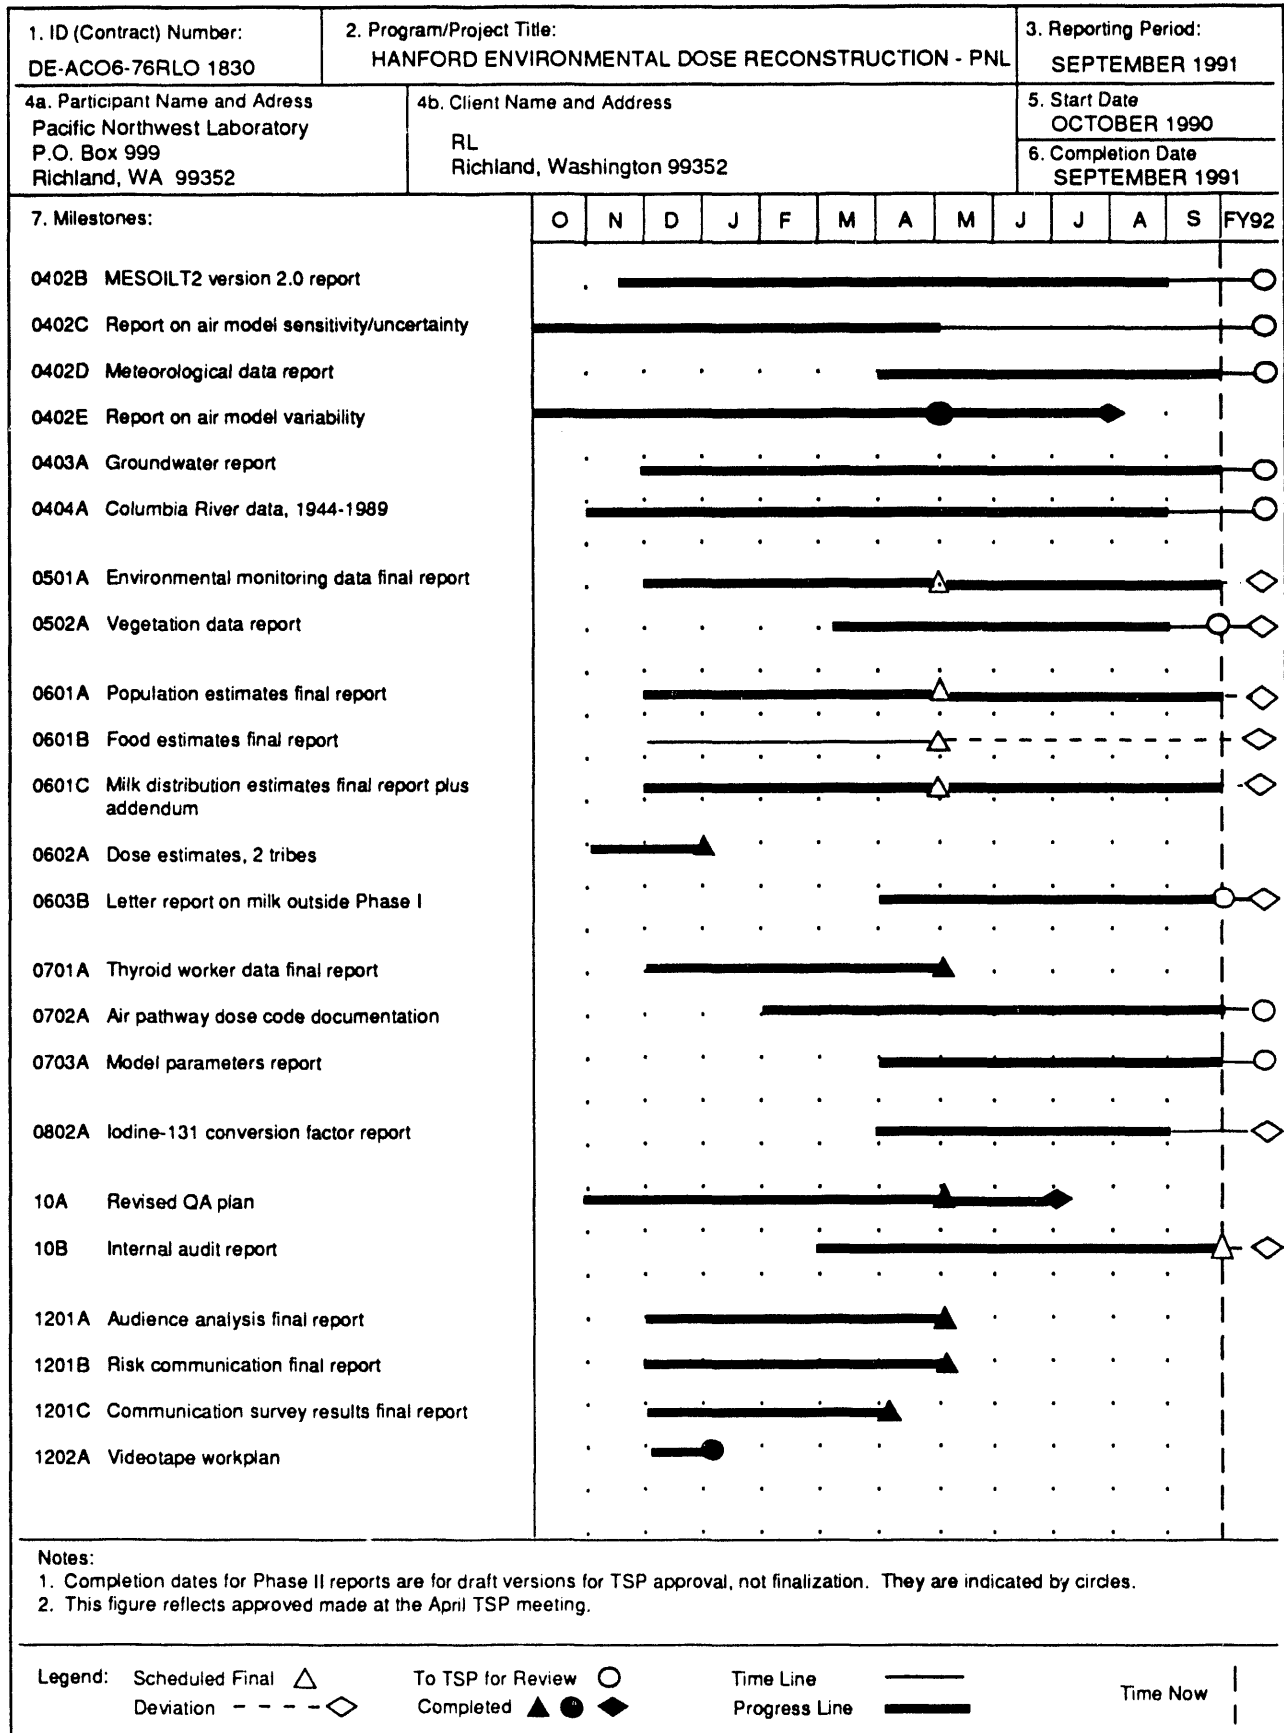 1. ID (Contract) Number:
DE-ACO6-76RLO 1830
2. Program/Project Title:
HANFORD ENVIRONMENTAL DOSE RECONSTRUCTION - PNL
3. Reporting Period:
SEPTEMBER 1991
4a. Participant Name and Adress
Pacific Northwest Laboratory
P.O. Box 999
Richland, WA 99352
4b. Client Name and Address
RL
Richland, Washington 99352
5. Start Date
OCTOBER 1990
6. Completion Date
SEPTEMBER 1991
7. Milestones:
O N D J F M A M J J A S FY92
0402B MESOILT2 version 2.0 report
0402C Report on air model sensitivity/uncertainty
0402D Meteorological data report
0402E Report on air model variability
0403A Groundwater report
0404A Columbia River data, 1944-1989
0501A Environmental monitoring data final report
0502A Vegetation data report
0601A Population estimates final report
0601B Food estimates final report
0601C Milk distribution estimates final report plus
addendum
0602A Dose estimates, 2 tribes
0603B Letter report on milk outside Phase I
0701A Thyroid worker data final report
0702A Air pathway dose code documentation
0703A Model parameters report
0802A Iodine-131 conversion factor report
10A Revised QA plan
10B Internal audit report
1201A Audience analysis final report
1201B Risk communication final report
1201C Communication survey results final report
1202A Videotape workplan
Notes:
1. Completion dates for Phase II reports are for draft versions for TSP approval, not finalization. They are indicated by circles.
2. This figure reflects approved made at the April TSP meeting.
Legend: Scheduled Final △ To TSP for Review ○ Time Line
Deviation Completed ▲ ● ◆ Progress Line
Time Now